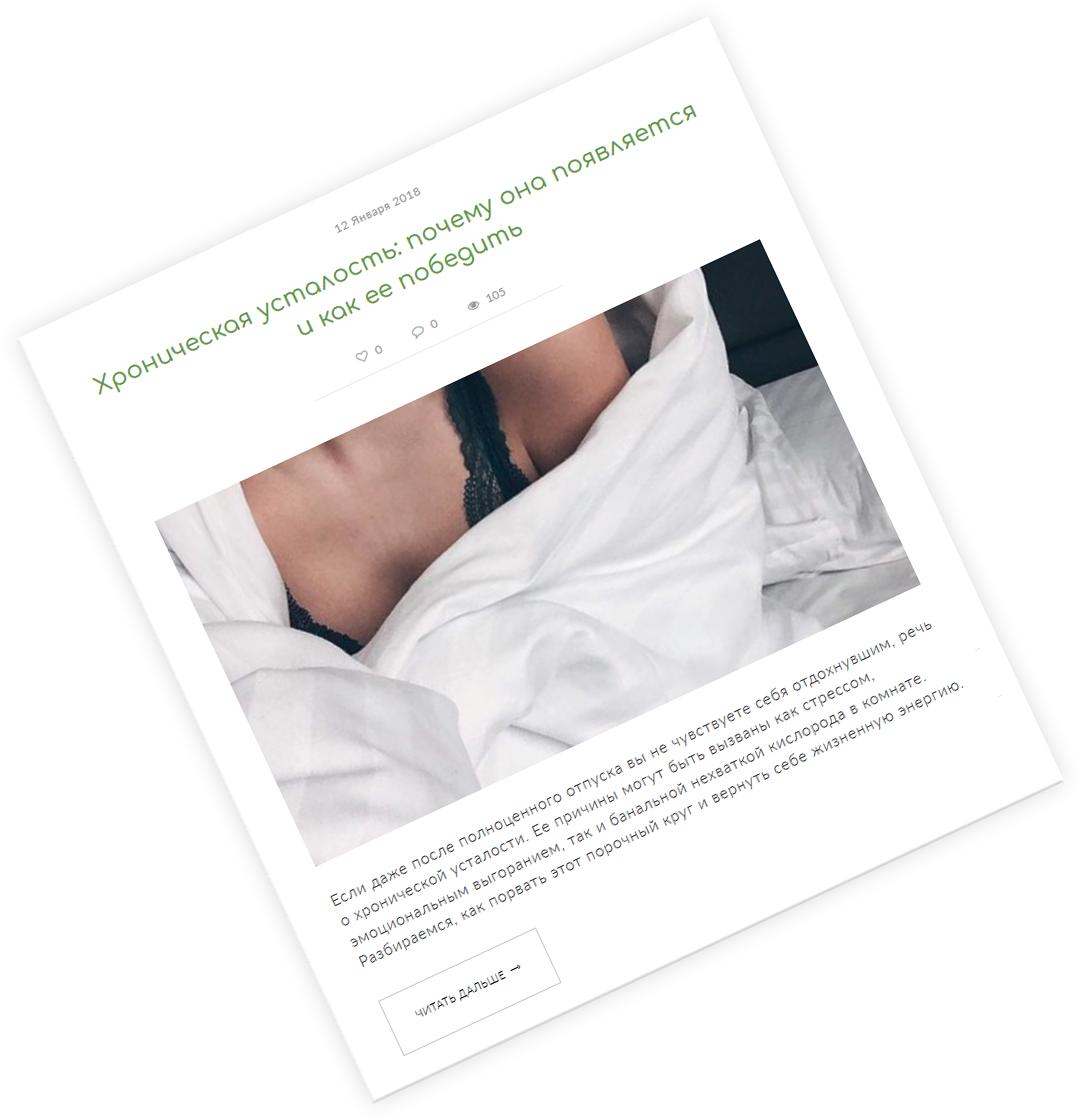 12 Января 2018
Хроническая усталость: почему она появляется
и как ее победить
0 0 105
Если даже после полноценного отпуска вы не чувствуете себя отдохнувшим, речь
о хронической усталости. Ее причины могут быть вызваны как стрессом,
эмоциональным выгоранием, так и банальной нехваткой кислорода в комнате.
Разбираемся, как порвать этот порочный круг и вернуть себе жизненную энергию.
ЧИТАТЬ ДАЛЬШЕ →